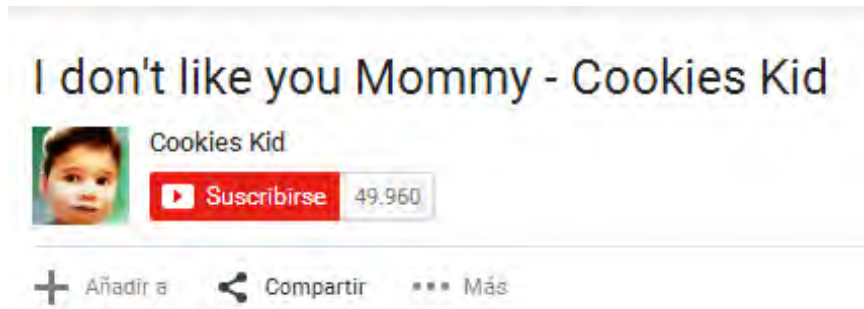 I don't like you Mommy - Cookies Kid
Cookies Kid
Suscribirse 49.960
Añadir a Compartir Más